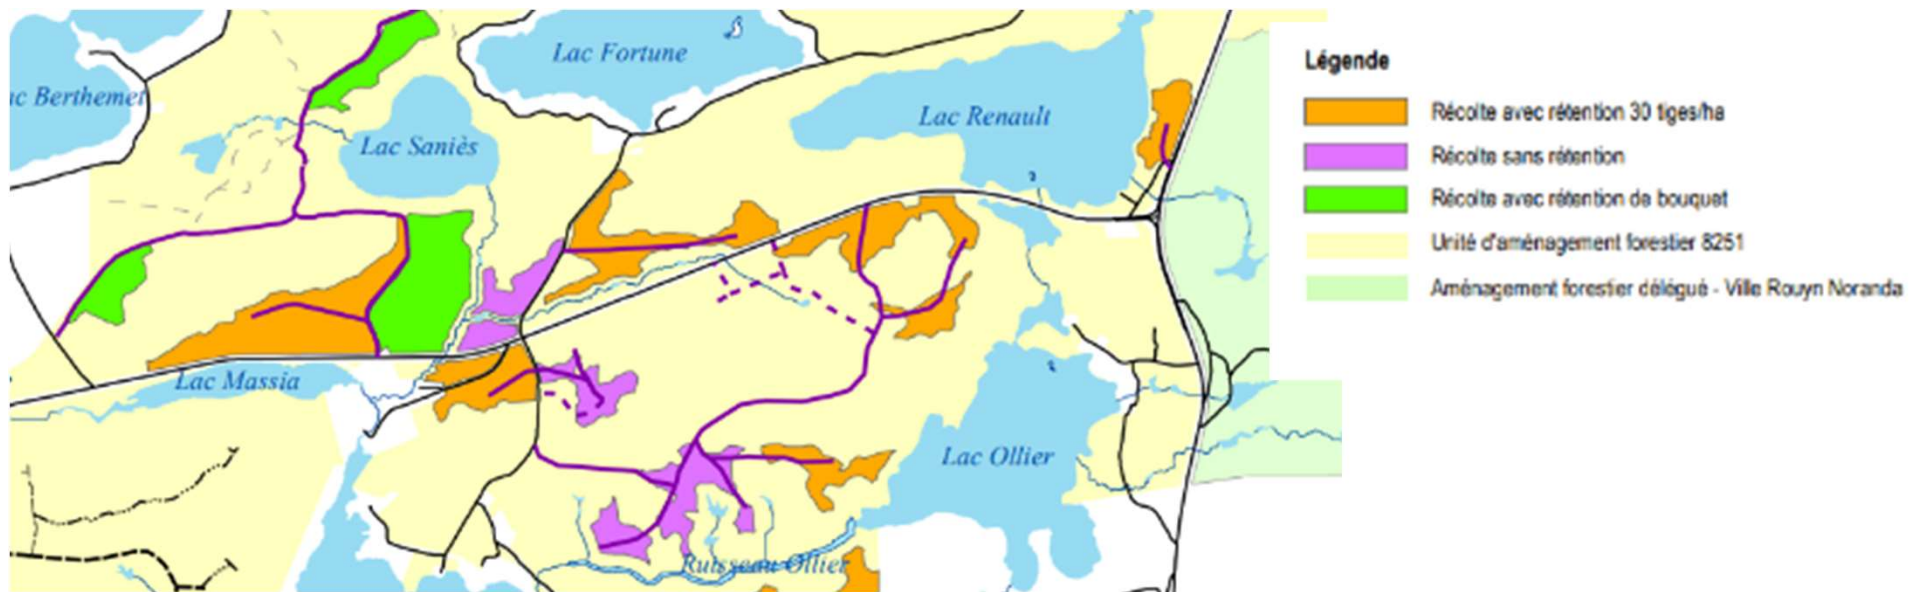 Lac Fortune
Légende
ac Berthemet
Lac Renault
Récolte avec rétention 30 tiges/ha
Lac Saniès
Récolte sans rétention
Récolte avec rétention de bouquet
Unité d'aménagement forestier 8251
Aménagement forestier délégué - Ville Rouyn Noranda
Lac Massia
Lac Ollier
Ruisseau Ollier